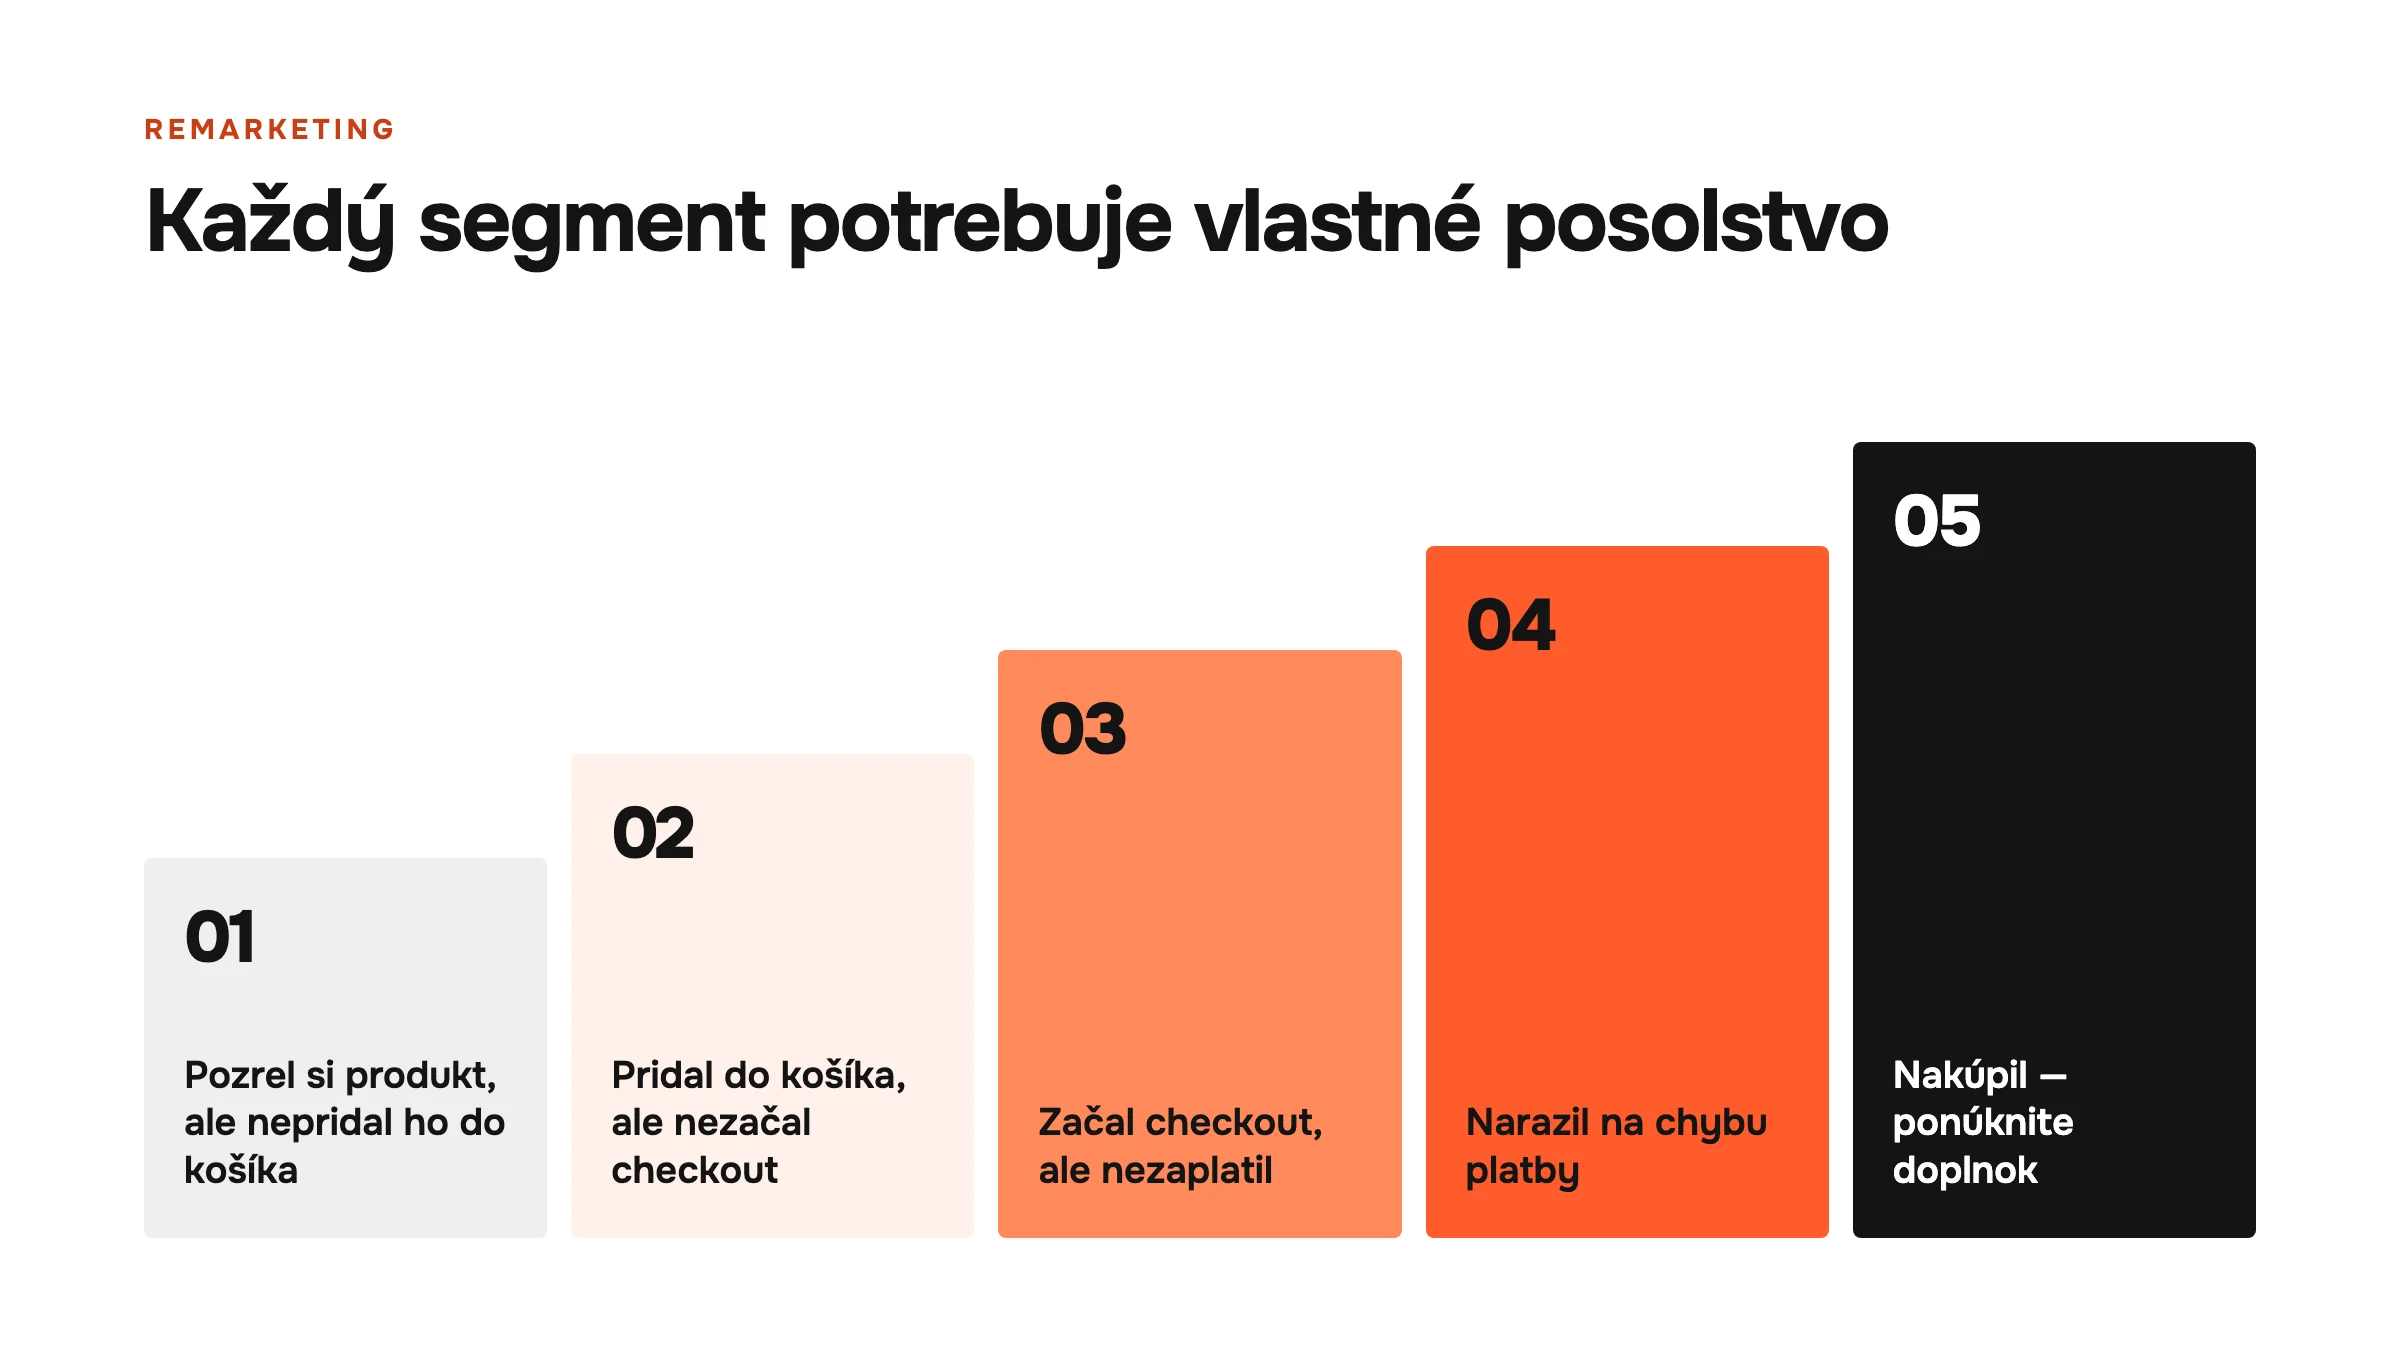 REMARKETING
Každý segment potrebuje vlastné posolstvo
01
Pozrel si produkt,
ale nepridal ho do
košíka
02
Pridal do košíka,
ale nezačal
checkout
03
Začal checkout,
ale nezaplatil
04
Narazil na chybu
platby
05
Nakúpil —
ponúknite
doplnok